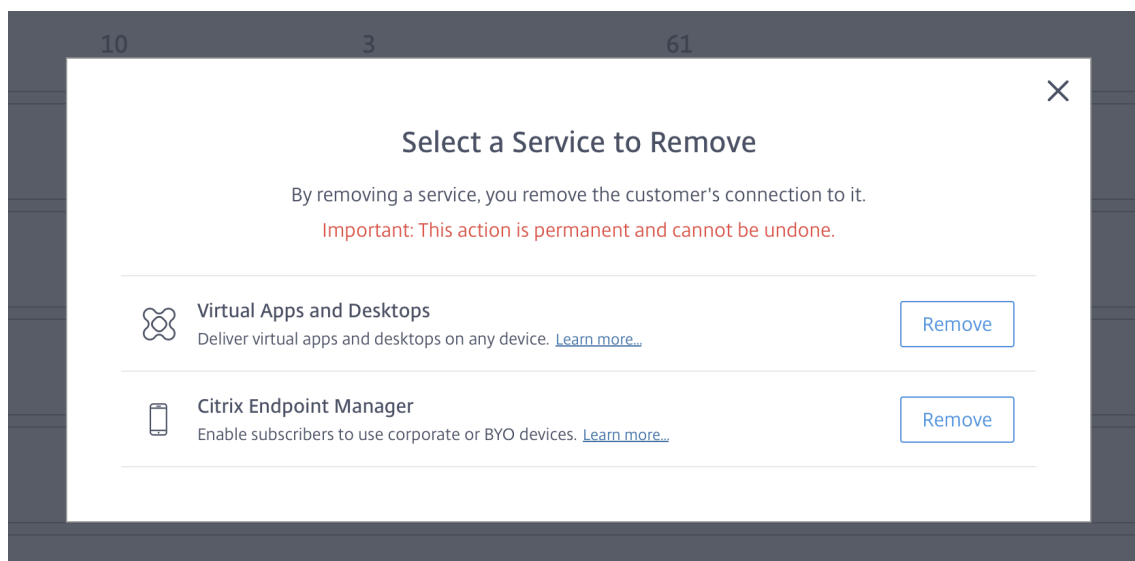 10 3 61
Select a Service to Remove
By removing a service, you remove the customer's connection to it.
Important: This action is permanent and cannot be undone.
Virtual Apps and Desktops
Deliver virtual apps and desktops on any device. Learn more...
Remove
Citrix Endpoint Manager
Enable subscribers to use corporate or BYO devices. Learn more...
Remove